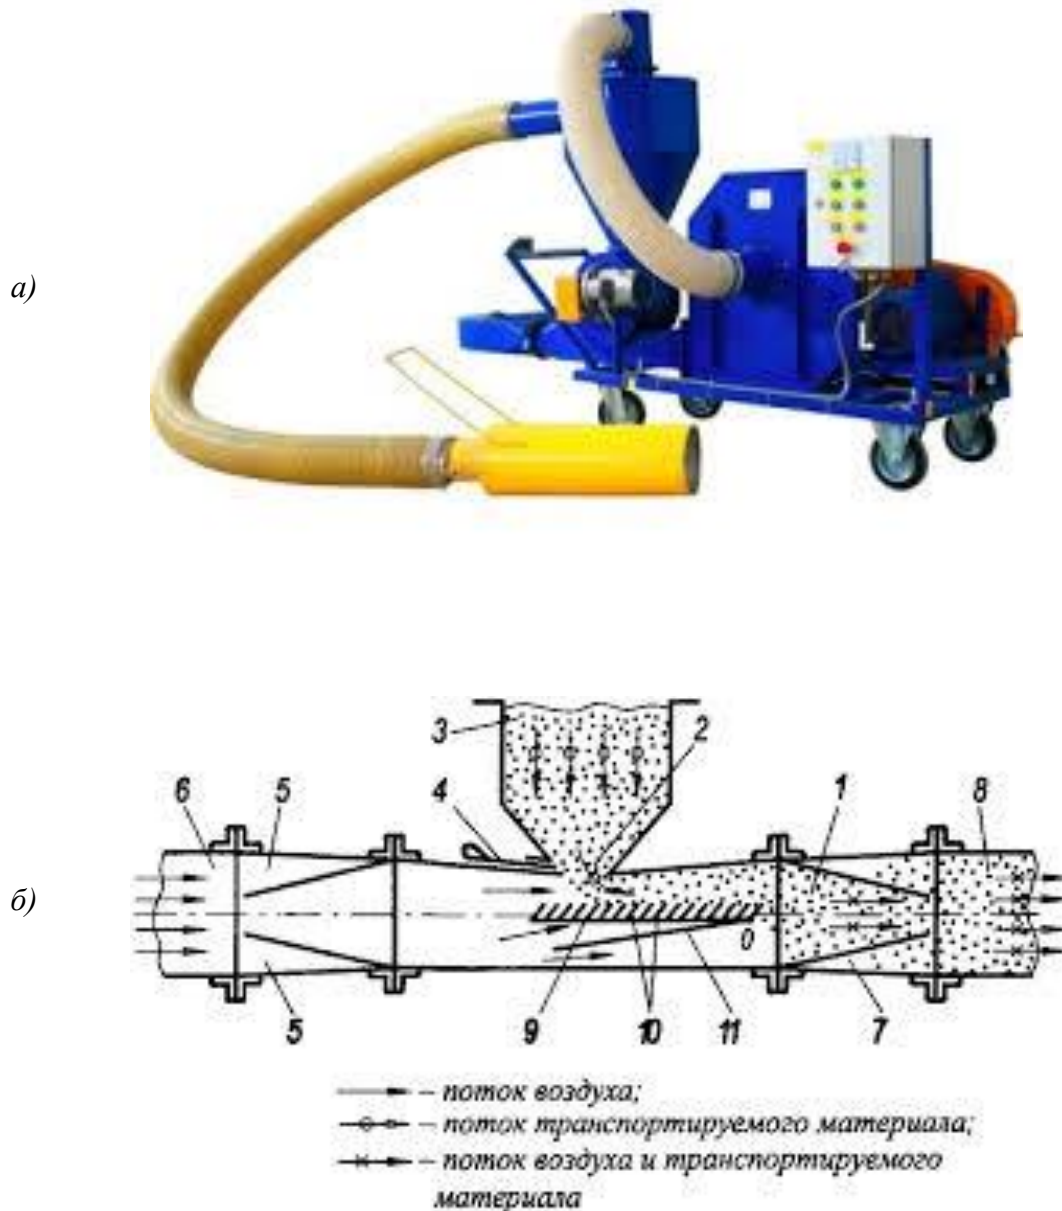 а)
3
2
6
5
4
1
8
б)
0
5
9
10
11
7
– поток воздуха;
– поток транспортируемого материала;
– поток воздуха и транспортируемого
материала